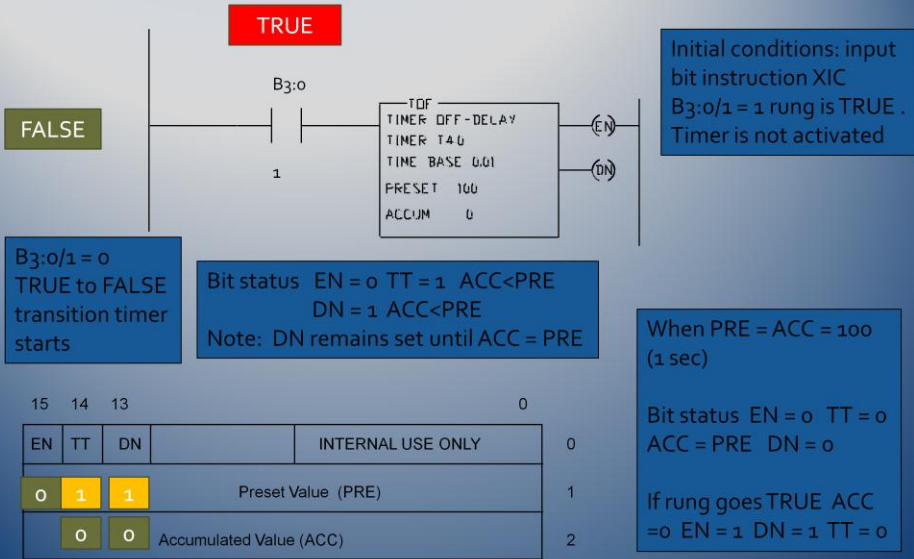 TRUE
FALSE
B3:0
1
TOF
TIMER OFF-DELAY
TIMER T4:0
TIME BASE 0.01
PRESET 100
ACCUM 0
(EN)
(DN)
Initial conditions: input
bit instruction XIC
B3:0/1 = 1 rung is TRUE .
Timer is not activated
B3:0/1 = 0
TRUE to FALSE
transition timer
starts
Bit status EN = 0 TT = 1 ACC<PRE
DN = 1 ACC<PRE
Note: DN remains set until ACC = PRE
When PRE = ACC = 100
(1 sec)
Bit status EN = 0 TT = 0
ACC = PRE DN = 0
If rung goes TRUE ACC
=0 EN = 1 DN = 1 TT = 0
15 14 13 0
EN TT DN INTERNAL USE ONLY 0
0 1 1 Preset Value (PRE) 1
0 0 Accumulated Value (ACC) 2